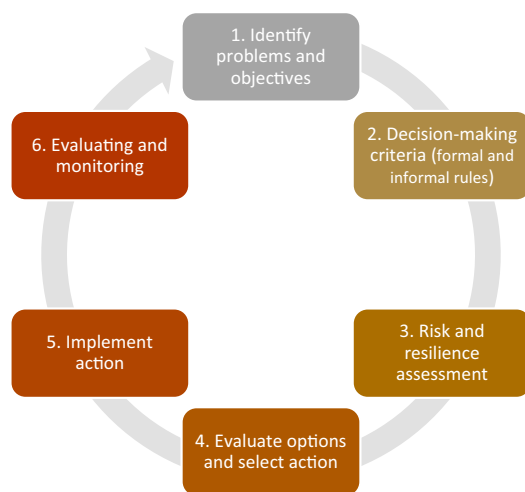 1. Identify
problems and
objectives
2. Decision-making
criteria (formal and
informal rules)
3. Risk and
resilience
assessment
4. Evaluate options
and select action
5. Implement
action
6. Evaluating and
monitoring